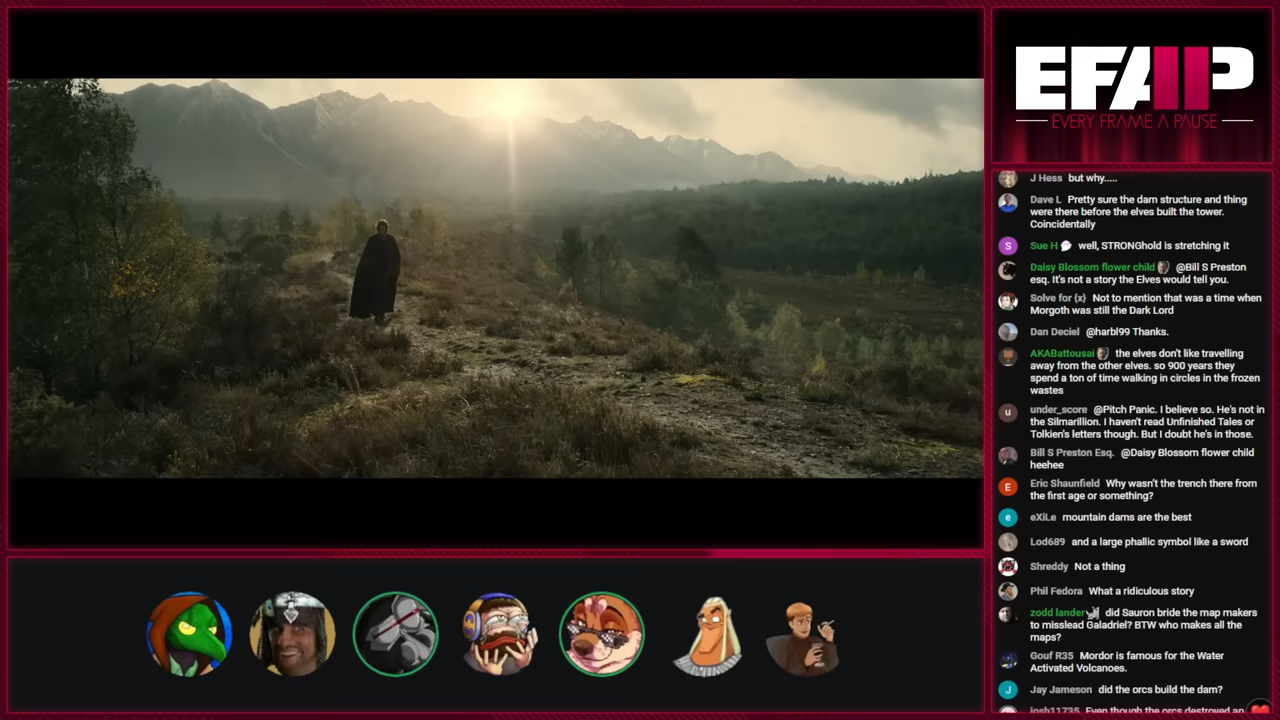 EFAP
EVERY FRAME A PAUSE
J Hess but why.....
Dave L Pretty sure the dam structure and thing
were there before the elves built the tower.
Coincidentally
S
Sue H well, STRONGhold is stretching it
Daisy Blossom flower child @Bill S Preston
esq. It's not a story the Elves would tell you.
Solve for {x} Not to mention that was a time when
Morgoth was still the Dark Lord
Dan Deciel @harbl99 Thanks.
AKABattousai the elves don't like travelling
away from the other elves. so 900 years they
spend a ton of time walking in circles in the frozen
wastes
u
under_score @Pitch Panic. I believe so. He's not in
the Silmarillion. I haven't read Unfinished Tales or
Tolkien's letters though. But I doubt he's in those.
Bill S Preston Esq. @Daisy Blossom flower child
heehee
E
Eric Shaunfield Why wasn't the trench there from
the first age or something?
e
eXiLe mountain dams are the best
Lod689 and a large phallic symbol like a sword
Shreddy Not a thing
Phil Fedora What a ridiculous story
zodd lander did Sauron bride the map makers
to misslead Galadriel? BTW who makes all the
maps?
Gouf R35 Mordor is famous for the Water
Activated Volcanoes.
J
Jay Jameson did the orcs build the dam?
josh11735 Even though the orcs destroyed an